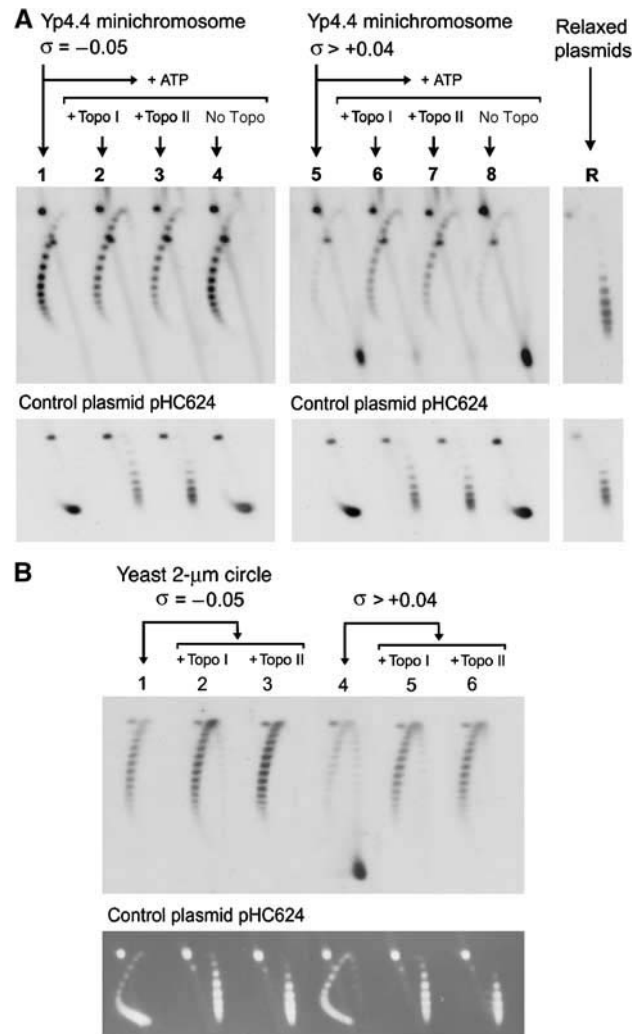 A
Yp4.4 minichromosome
σ = −0.05
+ ATP
+ Topo I + Topo II No Topo
1 2 3 4
Yp4.4 minichromosome
σ > +0.04
+ ATP
+ Topo I + Topo II No Topo
5 6 7 8
Relaxed
plasmids
R
Control plasmid pHC624
Control plasmid pHC624
B
Yeast 2-μm circle
σ = −0.05 σ > +0.04
+ Topo I + Topo II + Topo I + Topo II
1 2 3 4 5 6
Control plasmid pHC624